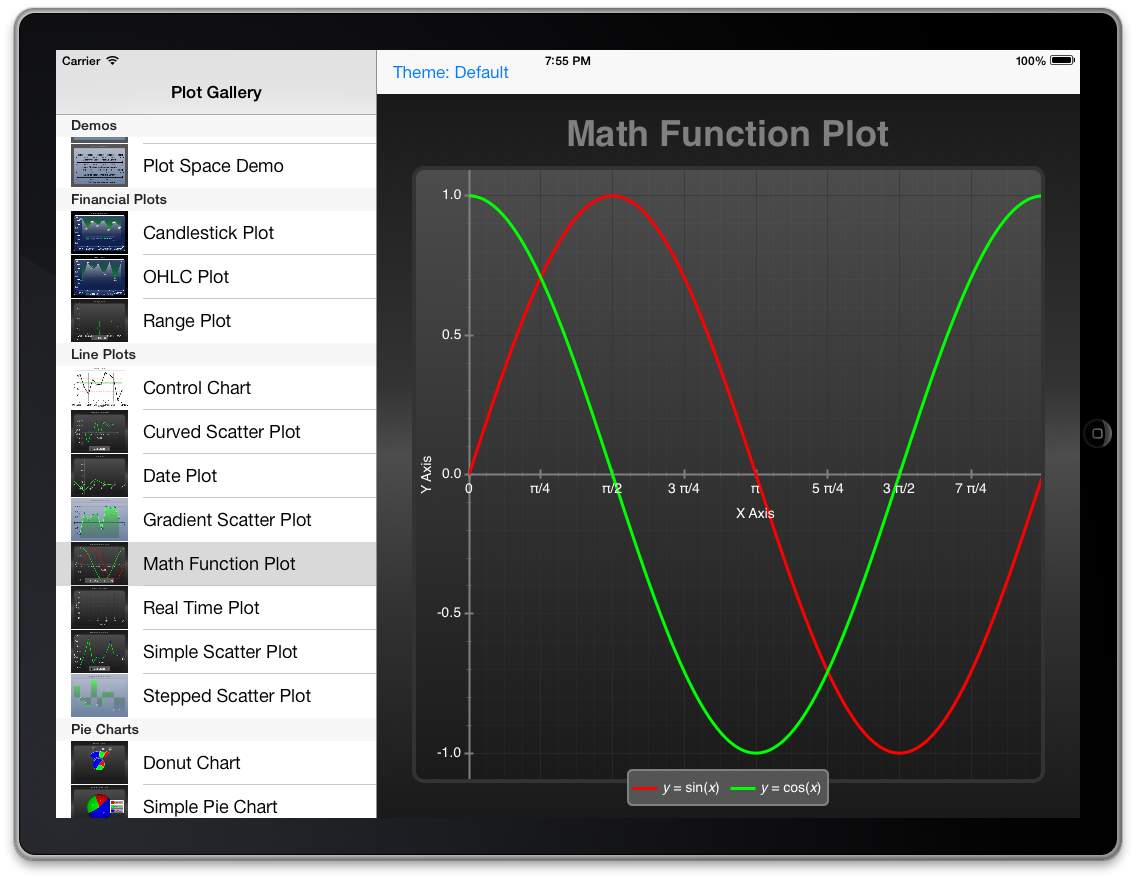 Carrier
7:55 PM
100%
Plot Gallery
Theme: Default
Demos
Plot Space Demo
Financial Plots
Candlestick Plot
OHLC Plot
Range Plot
Line Plots
Control Chart
Curved Scatter Plot
Date Plot
Gradient Scatter Plot
Math Function Plot
Real Time Plot
Simple Scatter Plot
Stepped Scatter Plot
Pie Charts
Donut Chart
Simple Pie Chart
Math Function Plot
1.0
0.5
0.0
-0.5
-1.0
Y Axis
0 π/4 π/2 3 π/4 π 5 π/4 3 π/2 7 π/4
X Axis
y = sin(x) y = cos(x)